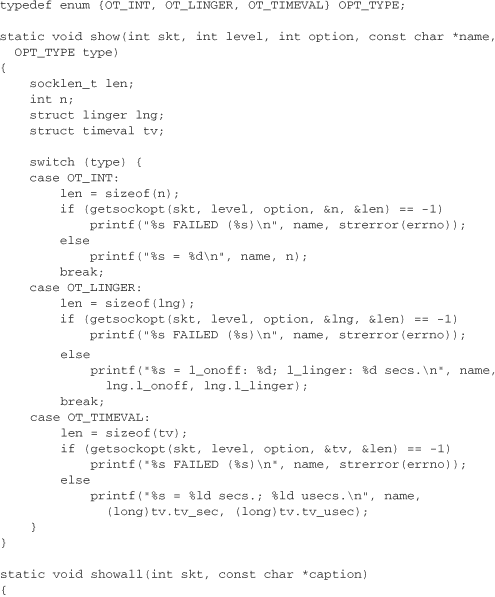 typedef enum {OT_INT, OT_LINGER, OT_TIMEVAL} OPT_TYPE;
static void show(int skt, int level, int option, const char *name,
OPT_TYPE type)
{
socklen_t len;
int n;
struct linger lng;
struct timeval tv;
switch (type) {
case OT_INT:
len = sizeof(n);
if (getsockopt(skt, level, option, &n, &len) == -1)
printf("%s FAILED (%s)\n", name, strerror(errno));
else
printf("%s = %d\n", name, n);
break;
case OT_LINGER:
len = sizeof(lng);
if (getsockopt(skt, level, option, &lng, &len) == -1)
printf("%s FAILED (%s)\n", name, strerror(errno));
else
printf("%s = l_onoff: %d; l_linger: %d secs.\n", name,
lng.l_onoff, lng.l_linger);
break;
case OT_TIMEVAL:
len = sizeof(tv);
if (getsockopt(skt, level, option, &tv, &len) == -1)
printf("%s FAILED (%s)\n", name, strerror(errno));
else
printf("%s = %ld secs.; %ld usecs.\n", name,
(long)tv.tv_sec, (long)tv.tv_usec);
}
}
static void showall(int skt, const char *caption)
{